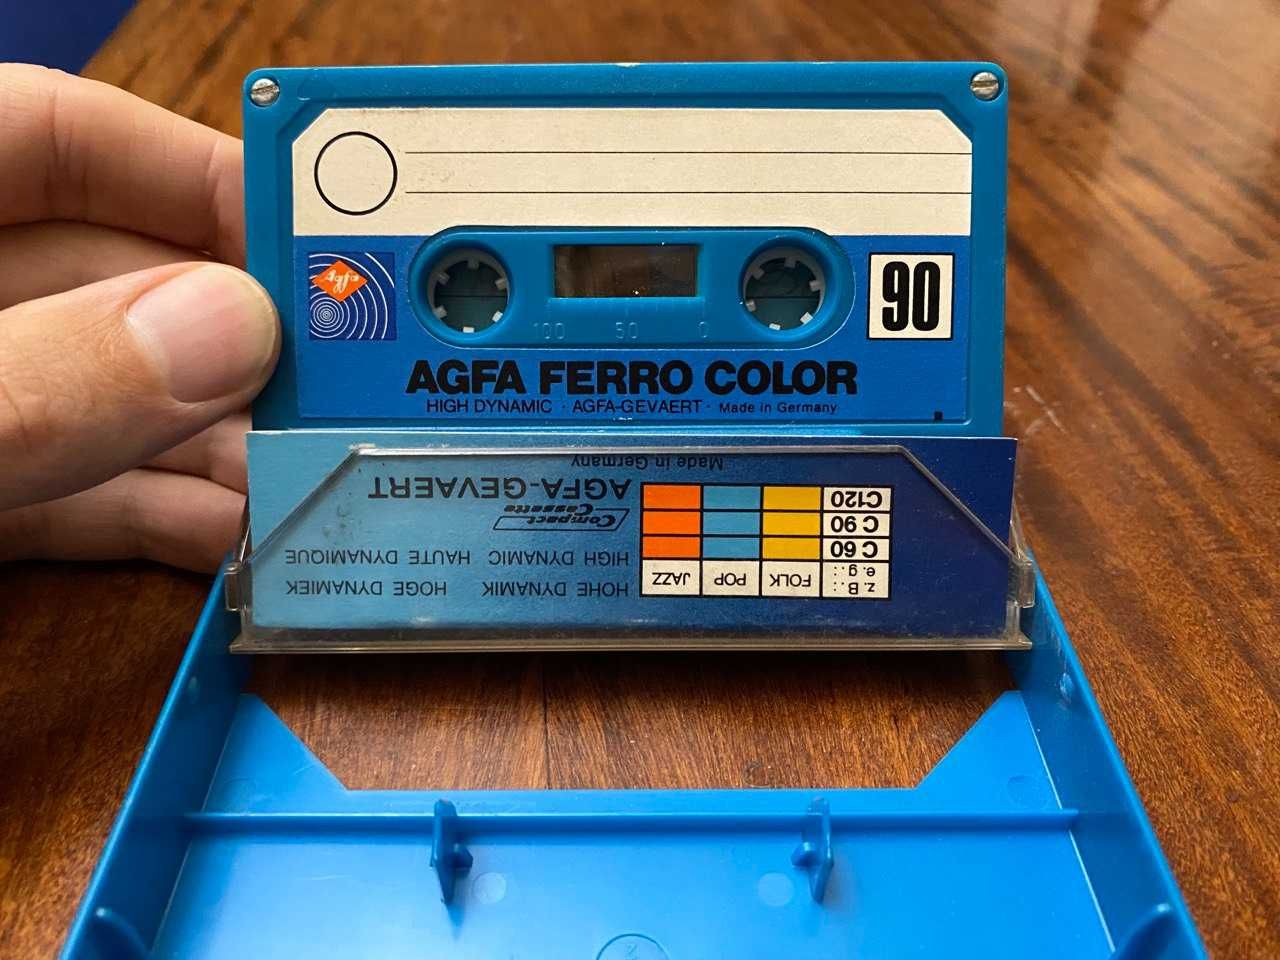 Agfa
90
100 50 0
AGFA FERRO COLOR
HIGH DYNAMIC · AGFA-GEVAERT · Made in Germany
z.B.: FOLK POP JAZZ
e.g.:
C 60
C 90
C120
HOHE DYNAMIK HOGE DYNAMIEK
HIGH DYNAMIC HAUTE DYNAMIQUE
Compact
Cassette
AGFA-GEVAERT
Made in Germany